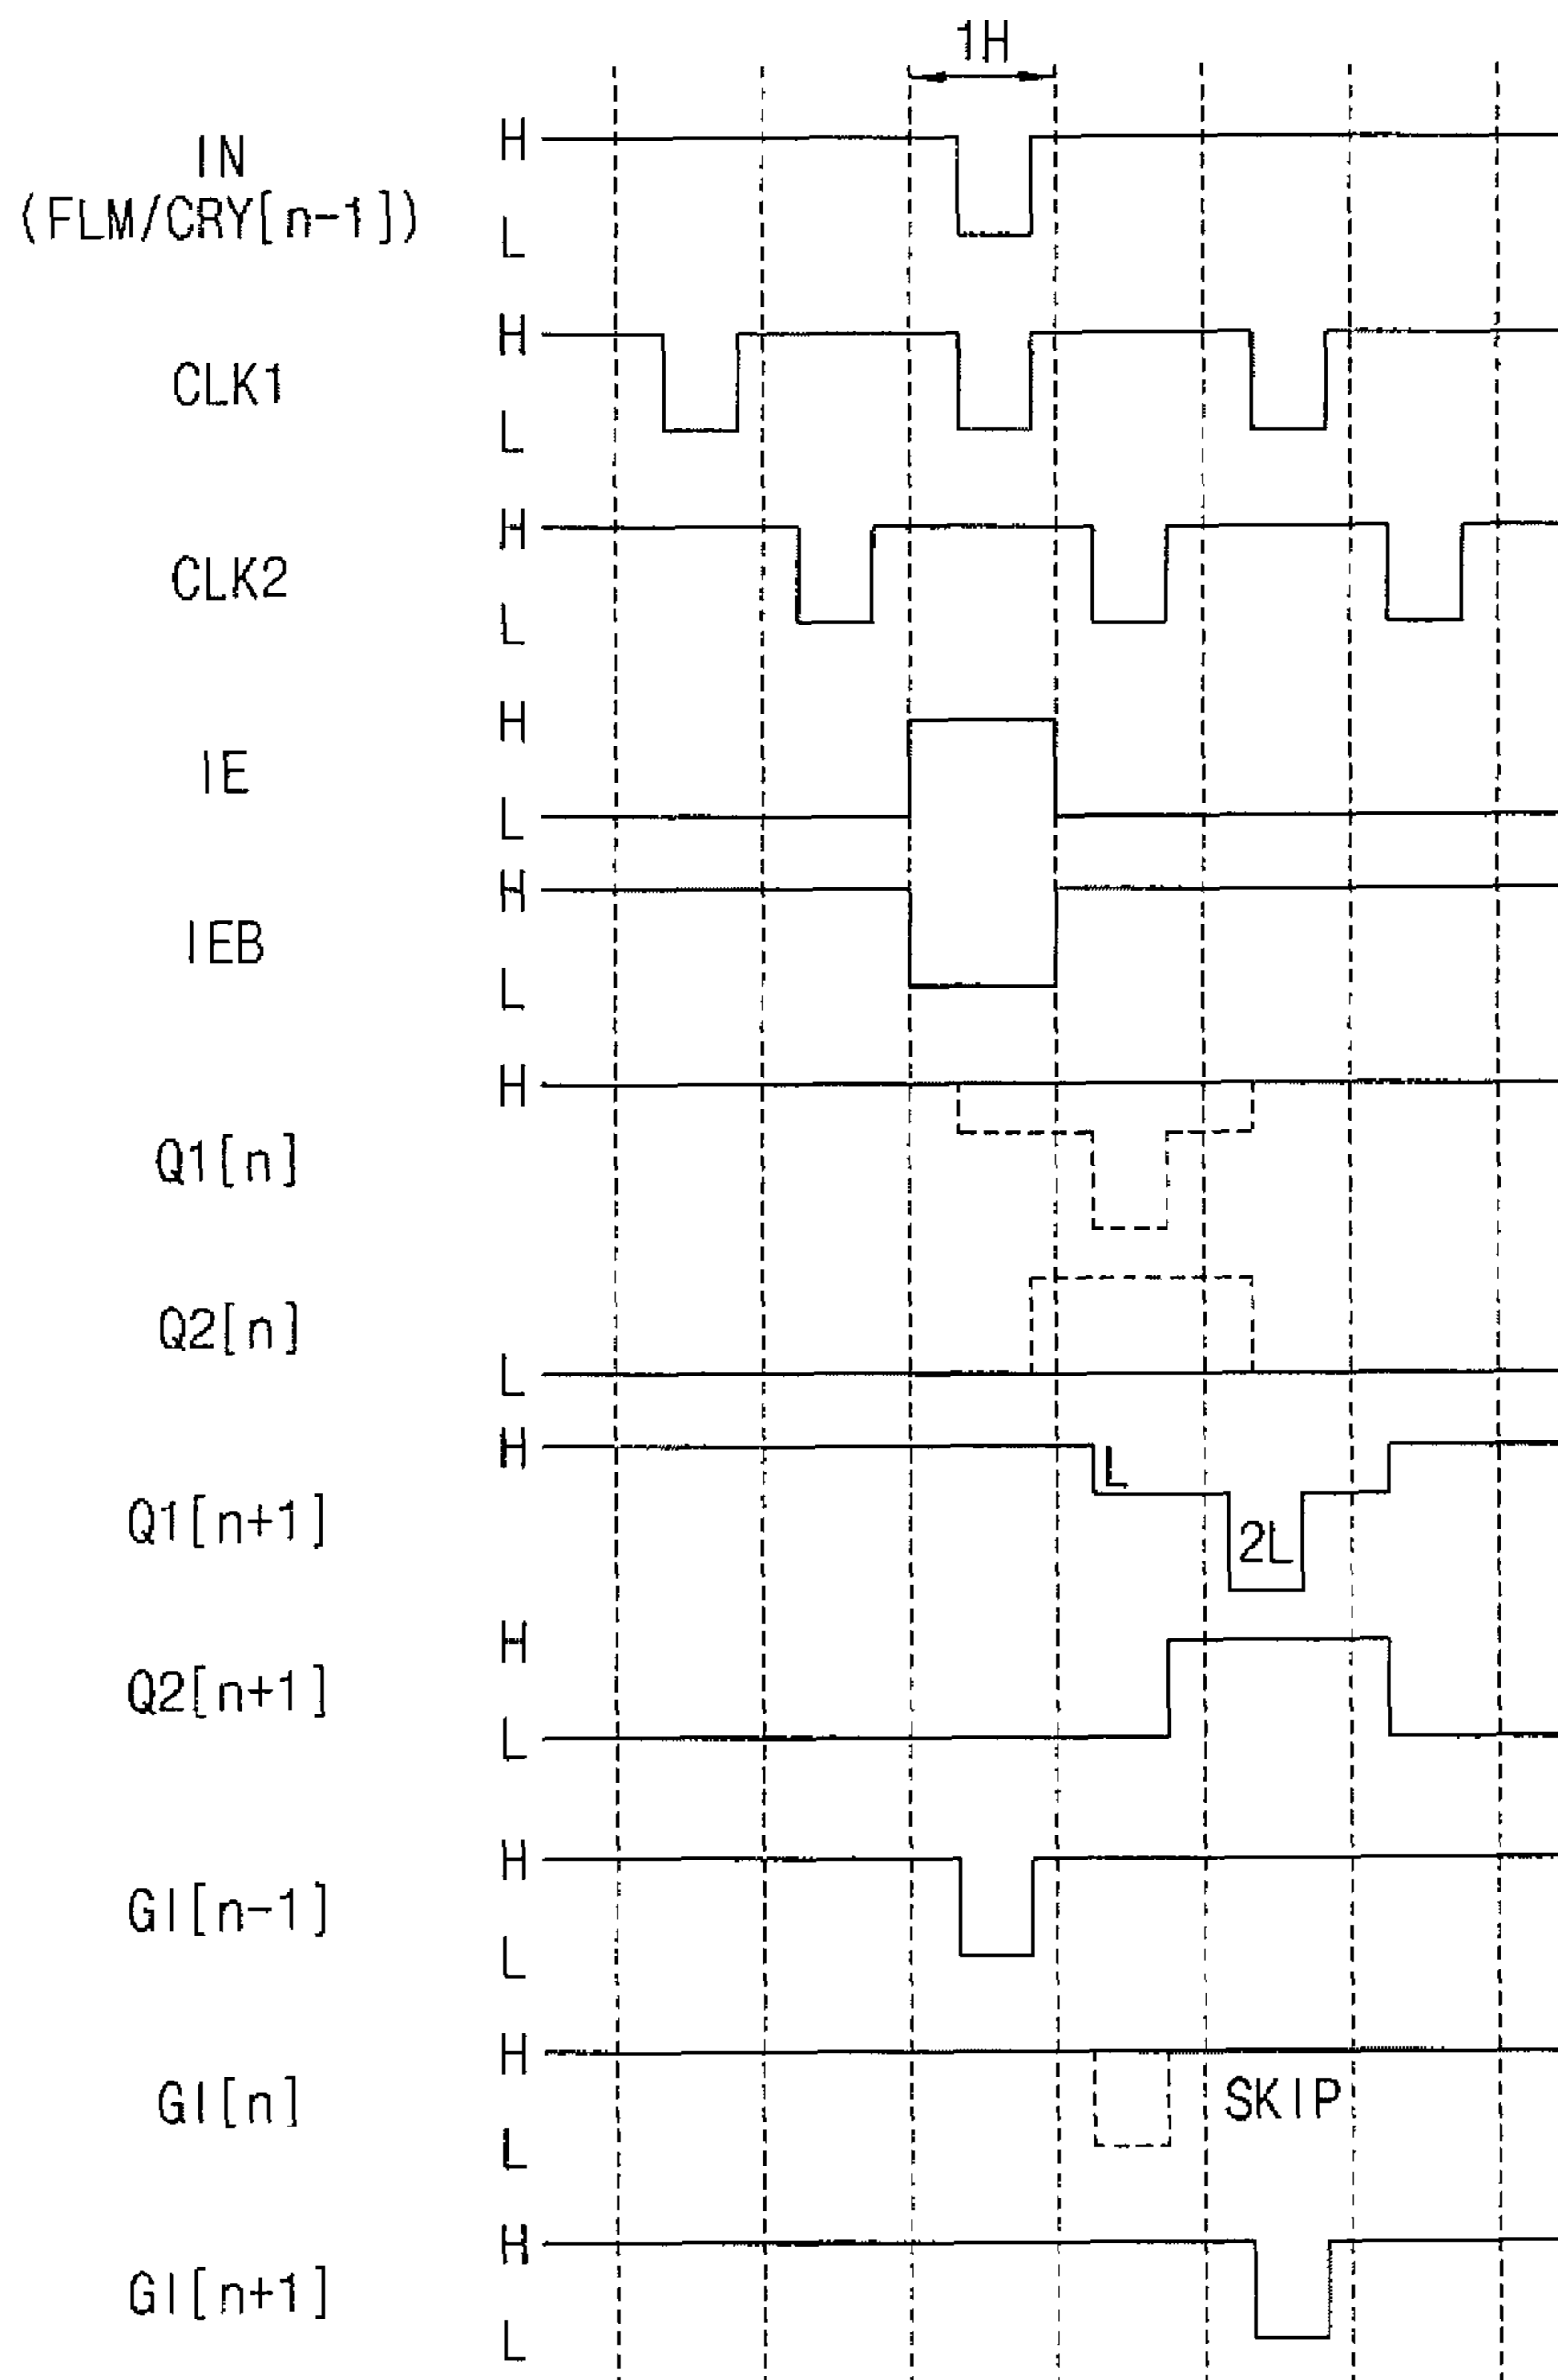 1H
IN
(FLM/CRY[n-1])
H
L
CLK1
H
L
CLK2
H
L
IE
H
L
IEB
H
L
Q1[n]
H
Q2[n]
L
Q1[n+1]
H
L
2L
Q2[n+1]
H
L
GI[n-1]
H
L
GI[n]
H
L
SKIP
GI[n+1]
H
L